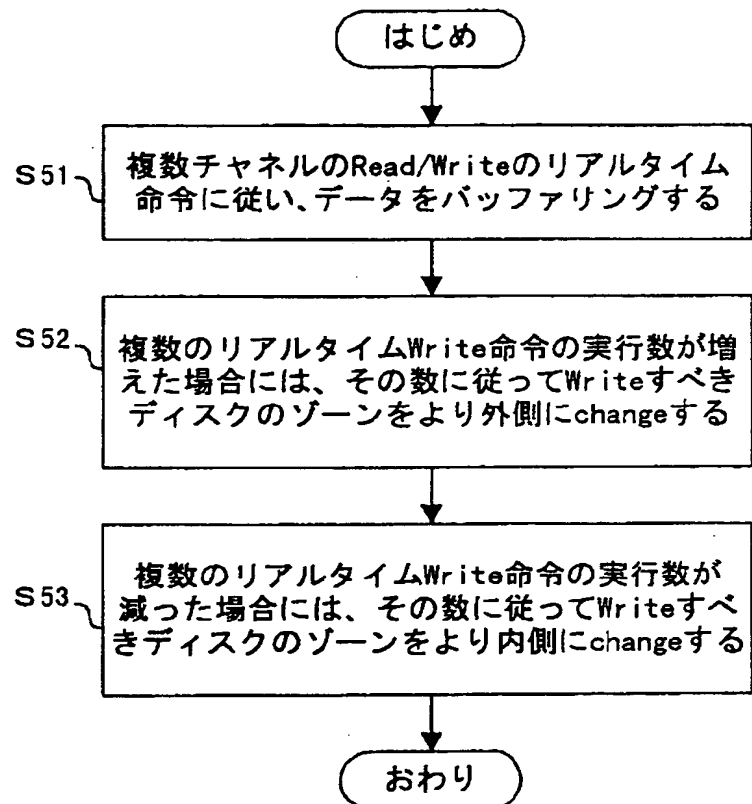 はじめ
S51
複数チャネルのRead/Writeのリアルタイム
命令に従い、データをバッファリングする
S52
複数のリアルタイムWrite命令の実行数が増
えた場合には、その数に従ってWriteすべき
ディスクのゾーンをより外側にchangeする
S53
複数のリアルタイムWrite命令の実行数が
減った場合には、その数に従ってWriteすべ
きディスクのゾーンをより内側にchangeする
おわり